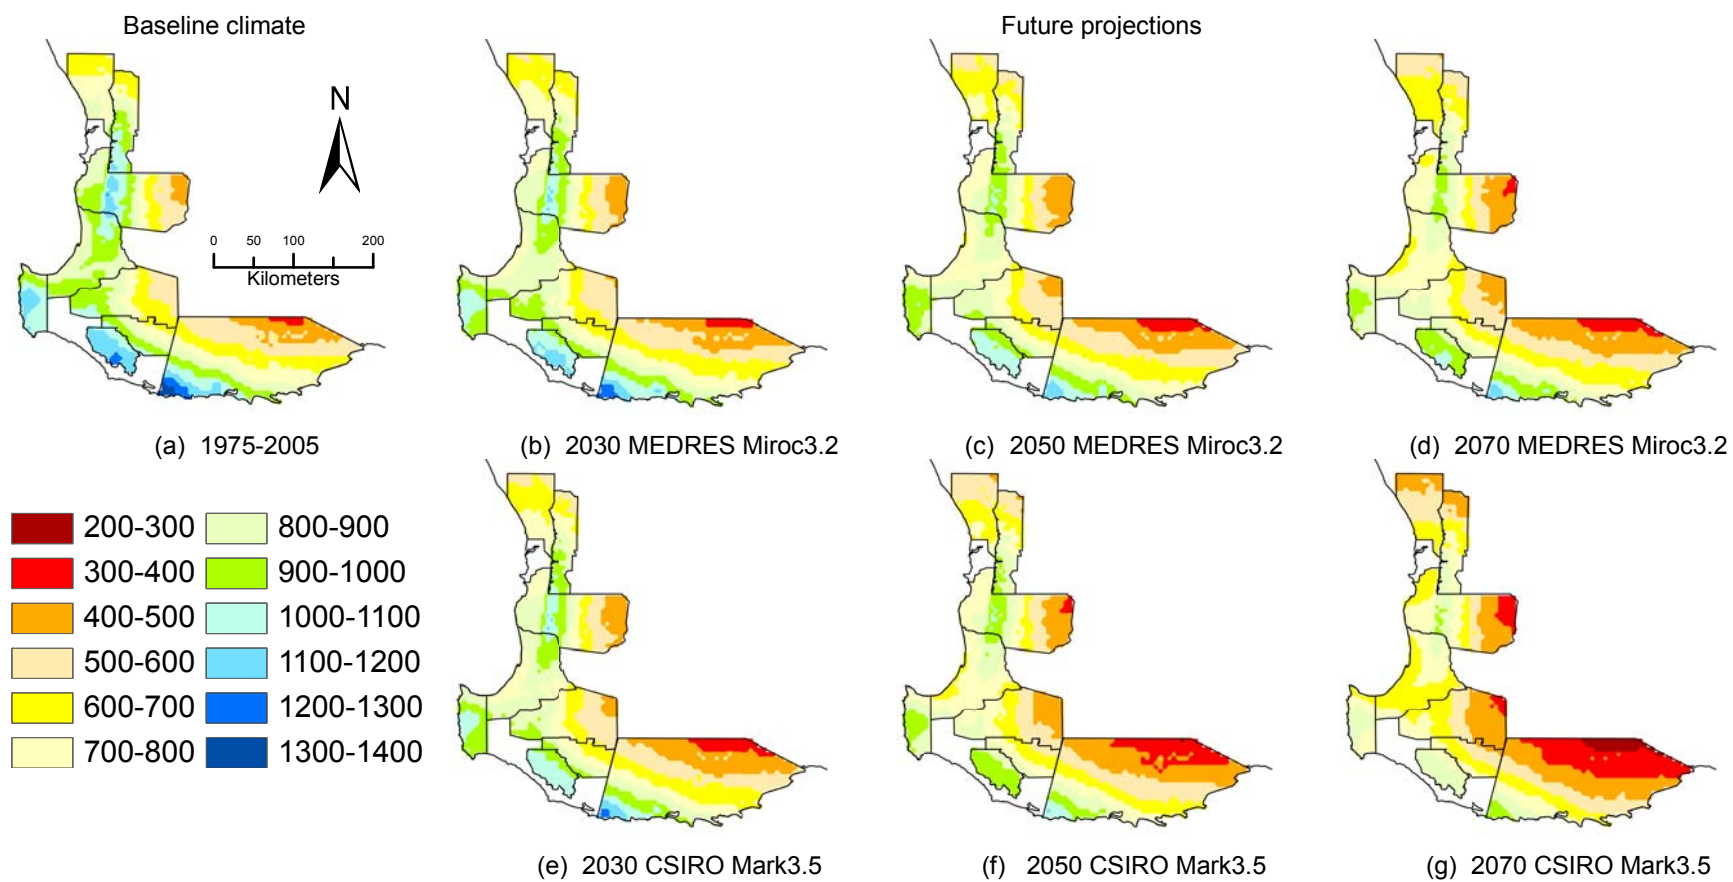 Baseline climate
Future projections
N
0 50 100 200
Kilometers
(a) 1975-2005
(b) 2030 MEDRES Miroc3.2
(c) 2050 MEDRES Miroc3.2
(d) 2070 MEDRES Miroc3.2
200-300
300-400
400-500
500-600
600-700
700-800
800-900
900-1000
1000-1100
1100-1200
1200-1300
1300-1400
(e) 2030 CSIRO Mark3.5
(f) 2050 CSIRO Mark3.5
(g) 2070 CSIRO Mark3.5